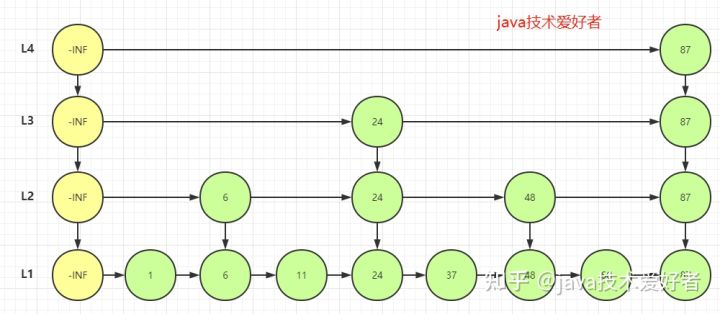 java技术爱好者
L4 -INF 87
L3 -INF 24 87
L2 -INF 6 24 48 87
L1 -INF 1 6 11 24 37 48
知乎 @java技术爱好者